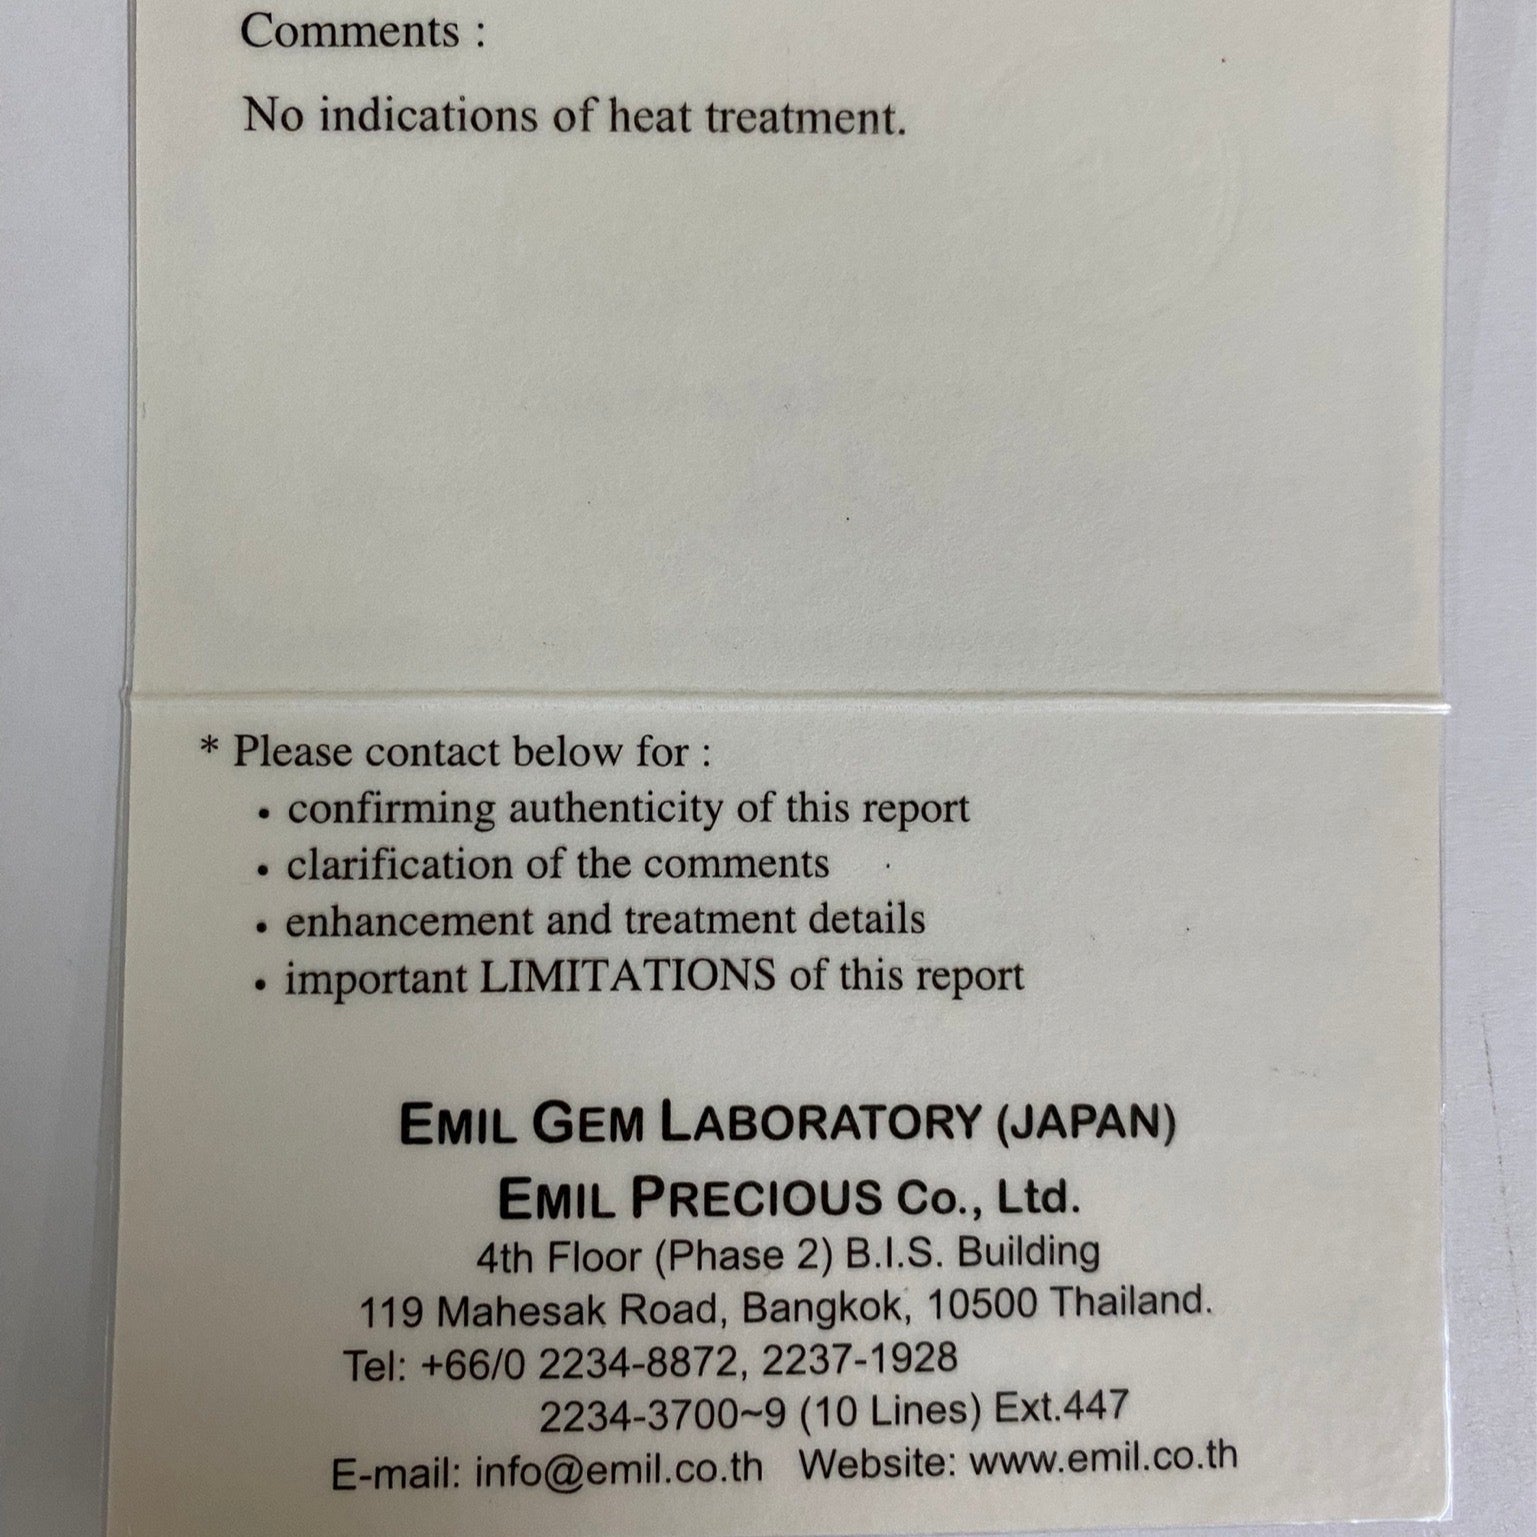 Comments :
No indications of heat treatment.
* Please contact below for :
• confirming authenticity of this report
• clarification of the comments
• enhancement and treatment details
• important LIMITATIONS of this report
EMIL GEM LABORATORY (JAPAN)
EMIL PRECIOUS Co., Ltd.
4th Floor (Phase 2) B.I.S. Building
119 Mahesak Road, Bangkok, 10500 Thailand.
Tel: +66/0 2234-8872, 2237-1928
2234-3700~9 (10 Lines) Ext.447
E-mail: info@emil.co.th Website: www.emil.co.th